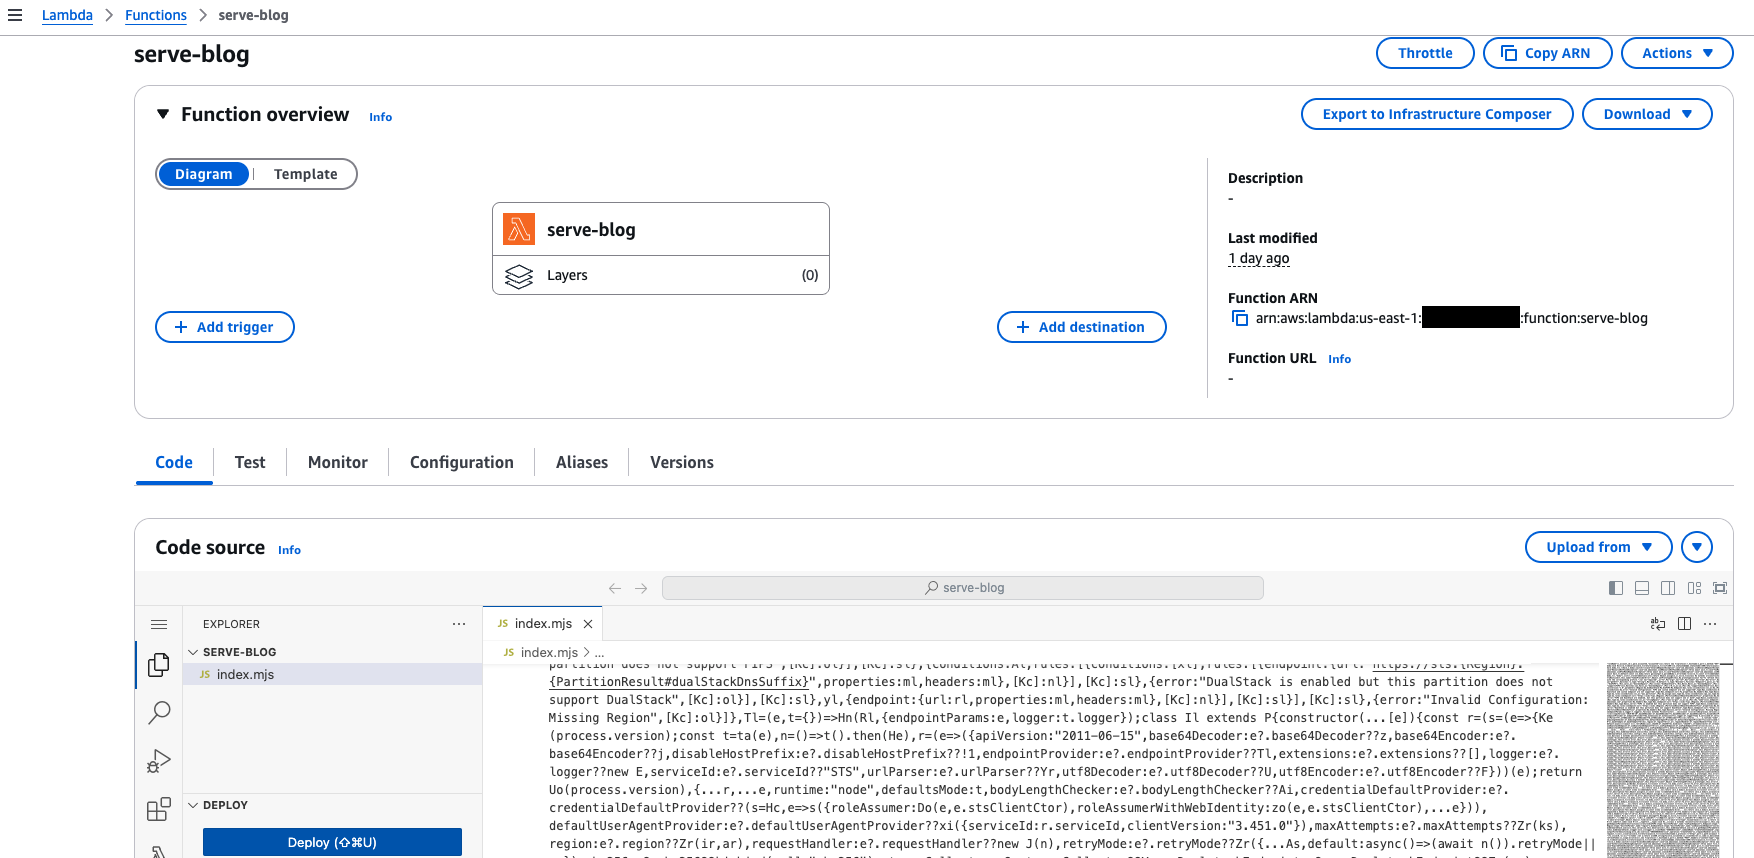 Lambda > Functions > serve-blog
serve-blog
Throttle
Copy ARN
Actions
Function overview Info
Export to Infrastructure Composer
Download
Diagram | Template
serve-blog
Layers (0)
+ Add trigger
+ Add destination
Description
-
Last modified
1 day ago
Function ARN
arn:aws:lambda:us-east-1: :function:serve-blog
Function URL Info
-
Code
Test
Monitor
Configuration
Aliases
Versions
Code source Info
Upload from
serve-blog
EXPLORER ...
SERVE-BLOG
JS index.mjs
DEPLOY
Deploy (⇧⌘U)
JS index.mjs ×
JS index.mjs > ...
{PartitionResult#dualStackDnsSuffix}",properties:ml,headers:ml},[Kc]:nl}],[Kc]:sl},{error:"DualStack is enabled but this partition does not
support DualStack",[Kc]:ol}],[Kc]:sl},yl,{endpoint:{url:rl,properties:ml,headers:ml},[Kc]:nl}],[Kc]:sl}],[Kc]:sl},{error:"Invalid Configuration:
Missing Region",[Kc]:ol}]},Tl=(e,t={})=>Hn(Rl,{endpointParams:e,logger:t.logger});class Il extends P{constructor(...[e]){const r=(s=(e=>{Ke
(process.version);const t=ta(e),n=()=>t().then(He),r=(e=>({apiVersion:"2011-06-15",base64Decoder:e?.base64Decoder??z,base64Encoder:e?.
base64Encoder??j,disableHostPrefix:e?.disableHostPrefix??!1,endpointProvider:e?.endpointProvider??Tl,extensions:e?.extensions??[],logger:e?.
logger??new E,serviceId:e?.serviceId??"STS",urlParser:e?.urlParser??Yr,utf8Decoder:e?.utf8Decoder??U,utf8Encoder:e?.utf8Encoder??F}))(e);return
Uo(process.version),{...r,...e,runtime:"node",defaultsMode:t,bodyLengthChecker:e?.bodyLengthChecker??Ai,credentialDefaultProvider:e?.
credentialDefaultProvider??(s=Hc,e=>s({roleAssumer:Do(e,e.stsClientCtor),roleAssumerWithWebIdentity:zo(e,e.stsClientCtor),...e})),
defaultUserAgentProvider:e?.defaultUserAgentProvider??xi({serviceId:r.serviceId,clientVersion:"3.451.0"}),maxAttempts:e?.maxAttempts??Zr(ks),
region:e?.region??Zr(ir,ar),requestHandler:e?.requestHandler??new J(n),retryMode:e?.retryMode??Zr({...As,default:async()=>(await n()).retryMode||